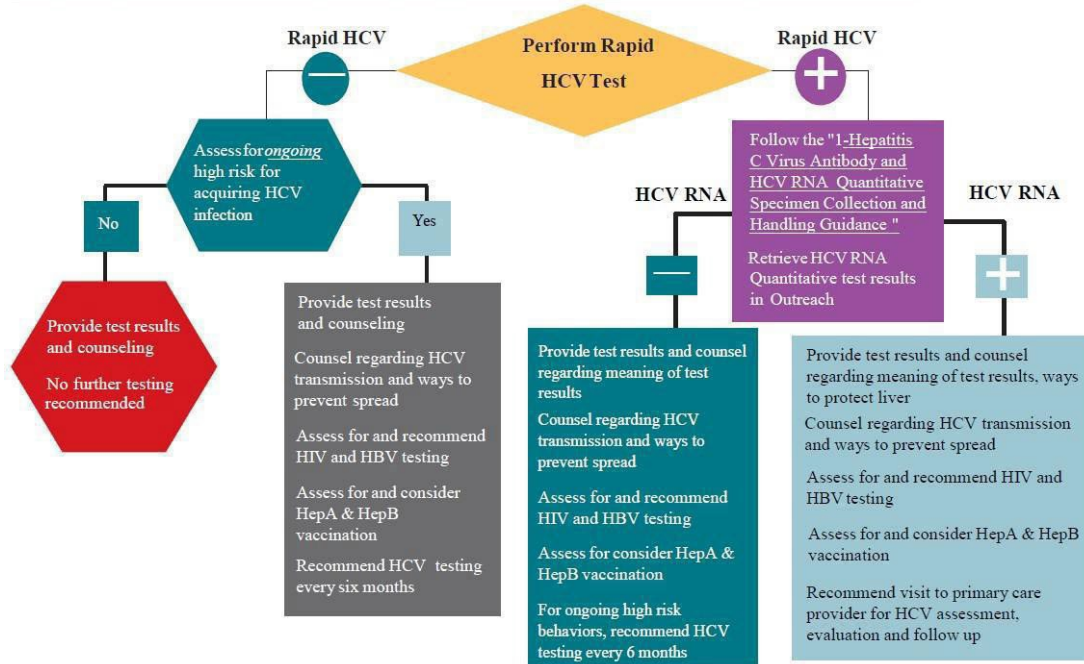 Rapid HCV
Perform Rapid
HCV Test
Rapid HCV
Assess for ongoing
high risk for
acquiring HCV
infection
No
Yes
Provide test results
and counseling
No further testing
recommended
Provide test results
and counseling
Counsel regarding HCV
transmission and ways to
prevent spread
Assess for and recommend
HIV and HBV testing
Assess for and consider
HepA & HepB
vaccination
Recommend HCV testing
every six months
Follow the "1-Hepatitis
C Virus Antibody and
HCV RNA Quantitative
Specimen Collection and
Handling Guidance "
Retrieve HCV RNA
Quantitative test results
in Outreach
HCV RNA
HCV RNA
Provide test results and counsel
regarding meaning of test
results
Counsel regarding HCV
transmission and ways to
prevent spread
Assess for and recommend
HIV and HBV testing
Assess for consider HepA &
HepB vaccination
For ongoing high risk
behaviors, recommend HCV
testing every 6 months
Provide test results and counsel
regarding meaning of test results, ways
to protect liver
Counsel regarding HCV transmission
and ways to prevent spread
Assess for and recommend HIV and
HBV testing
Assess for and consider HepA & HepB
vaccination
Recommend visit to primary care
provider for HCV assessment,
evaluation and follow up